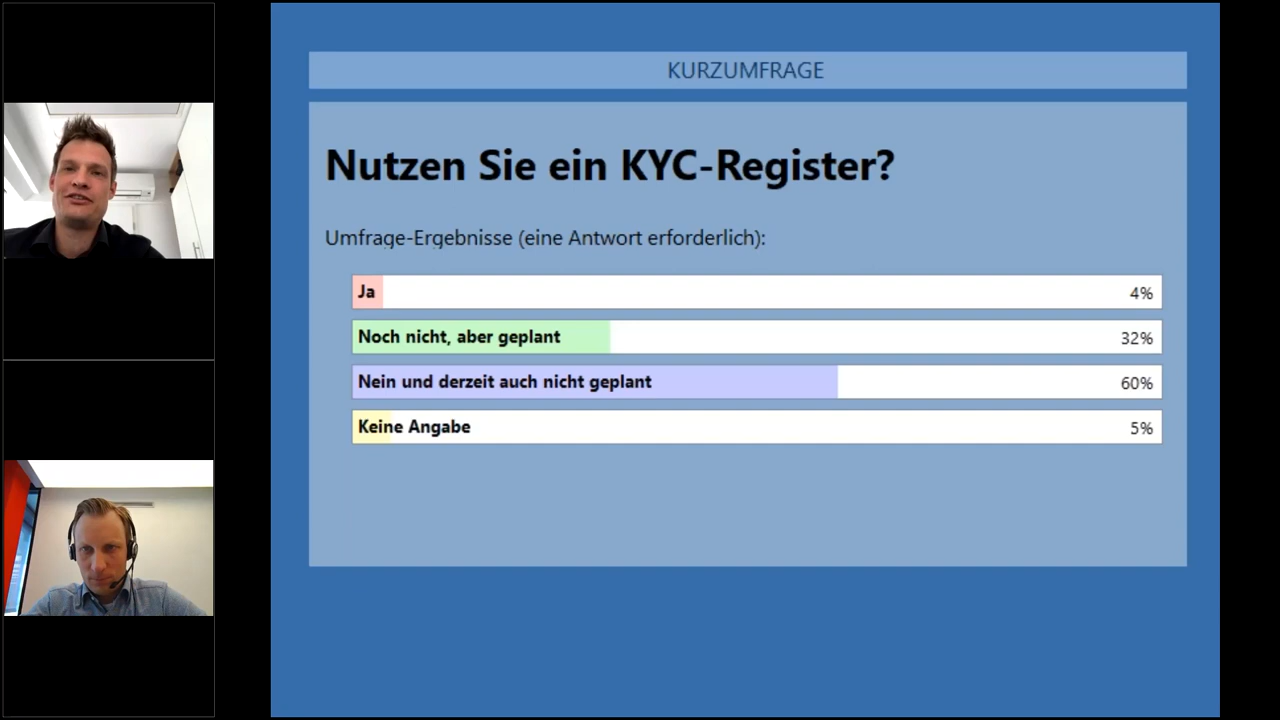 KURZUMFRAGE
Nutzen Sie ein KYC-Register?
Umfrage-Ergebnisse (eine Antwort erforderlich):
Ja 4%
Noch nicht, aber geplant 32%
Nein und derzeit auch nicht geplant 60%
Keine Angabe 5%